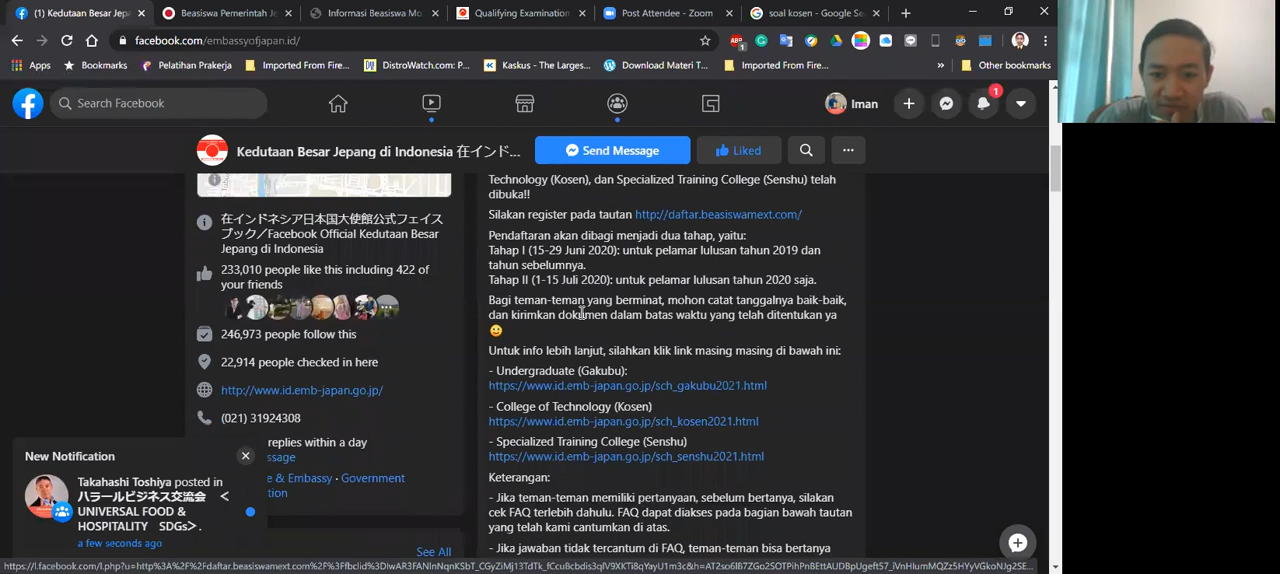 (1) Kedutaan Besar Jepa
Beasiswa Pemerintah Je
Informasi Beasiswa Mo
Qualifying Examination
Post Attendee - Zoom
soal kosen - Google Se
facebook.com/embassyofjapan.id/
Apps
Bookmarks
Pelatihan Prakerja
Imported From Fire...
DistroWatch.com: P...
Kaskus - The Larges...
Download Materi T...
Imported From Fire...
Other bookmarks
Search Facebook
Iman
1
Kedutaan Besar Jepang di Indonesia 在インド...
Send Message
Liked
在インドネシア日本国大使館公式フェイス
ブック／Facebook Official Kedutaan Besar
Jepang di Indonesia
233,010 people like this including 422 of
your friends
246,973 people follow this
22,914 people checked in here
http://www.id.emb-japan.go.jp/
(021) 31924308
replies within a day
ssage
e & Embassy · Government
tion
See All
New Notification
Takahashi Toshiya posted in
ハラールビジネス交流会　＜
UNIVERSAL FOOD &
HOSPITALITY SDGs＞.
a few seconds ago
Technology (Kosen), dan Specialized Training College (Senshu) telah
dibuka!!
Silakan register pada tautan http://daftar.beasiswamext.com/
Pendaftaran akan dibagi menjadi dua tahap, yaitu:
Tahap I (15-29 Juni 2020): untuk pelamar lulusan tahun 2019 dan
tahun sebelumnya.
Tahap II (1-15 Juli 2020): untuk pelamar lulusan tahun 2020 saja.
Bagi teman-teman yang berminat, mohon catat tanggalnya baik-baik,
dan kirimkan dokumen dalam batas waktu yang telah ditentukan ya
Untuk info lebih lanjut, silahkan klik link masing masing di bawah ini:
- Undergraduate (Gakubu):
https://www.id.emb-japan.go.jp/sch_gakubu2021.html
- College of Technology (Kosen)
https://www.id.emb-japan.go.jp/sch_kosen2021.html
- Specialized Training College (Senshu)
https://www.id.emb-japan.go.jp/sch_senshu2021.html
Keterangan:
- Jika teman-teman memiliki pertanyaan, sebelum bertanya, silakan
cek FAQ terlebih dahulu. FAQ dapat diakses pada bagian bawah tautan
yang telah kami cantumkan di atas.
- Jika jawaban tidak tercantum di FAQ, teman-teman bisa bertanya